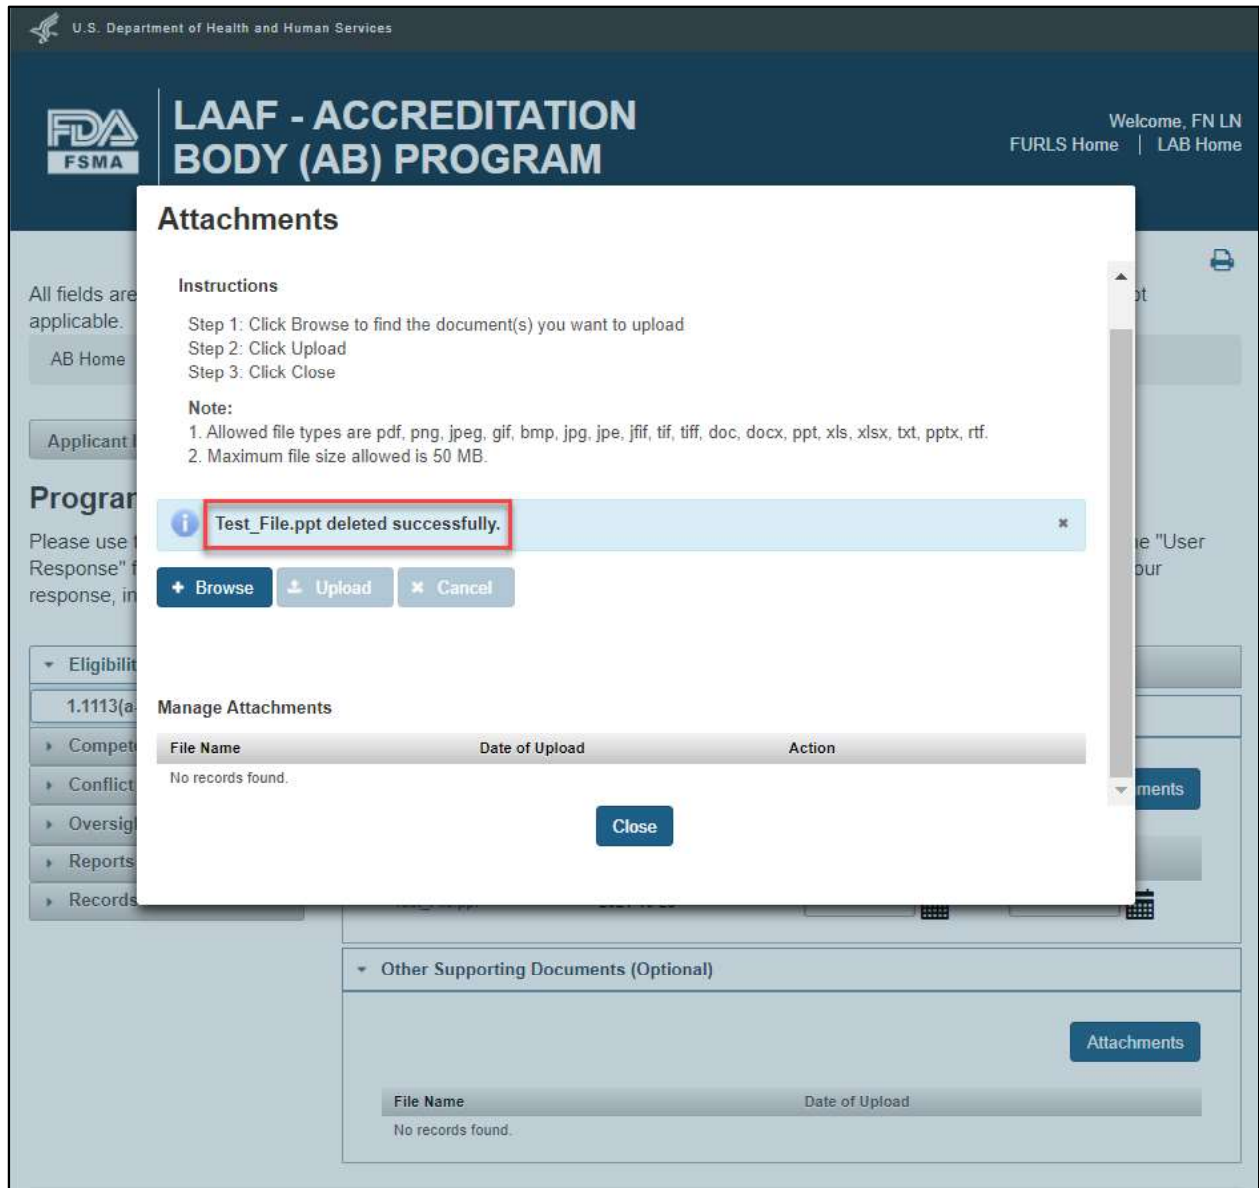 U.S. Department of Health and Human Services
FDA
FSMA
LAAF - ACCREDITATION
BODY (AB) PROGRAM
Welcome, FN LN
FURLS Home | LAB Home
Attachments
All fields are
applicable.
AB Home
Applicant
Please use
Response" f
response, in
"User
Instructions
Step 1: Click Browse to find the document(s) you want to upload
Step 2: Click Upload
Step 3: Click Close
Note:
1. Allowed file types are pdf, png, jpeg, gif, bmp, jpg, jpe, jfif, tif, tiff, doc, docx, ppt, xls, xlsx, txt, pptx, rtf.
2. Maximum file size allowed is 50 MB.
Test_File.ppt deleted successfully.
+ Browse
Upload
Cancel
Eligibilit
1.1113(a
Compet
Conflict
Oversig
Reports
Records
Manage Attachments
File Name Date of Upload Action
No records found.
ments
Close
Other Supporting Documents (Optional)
Attachments
File Name Date of Upload
No records found.